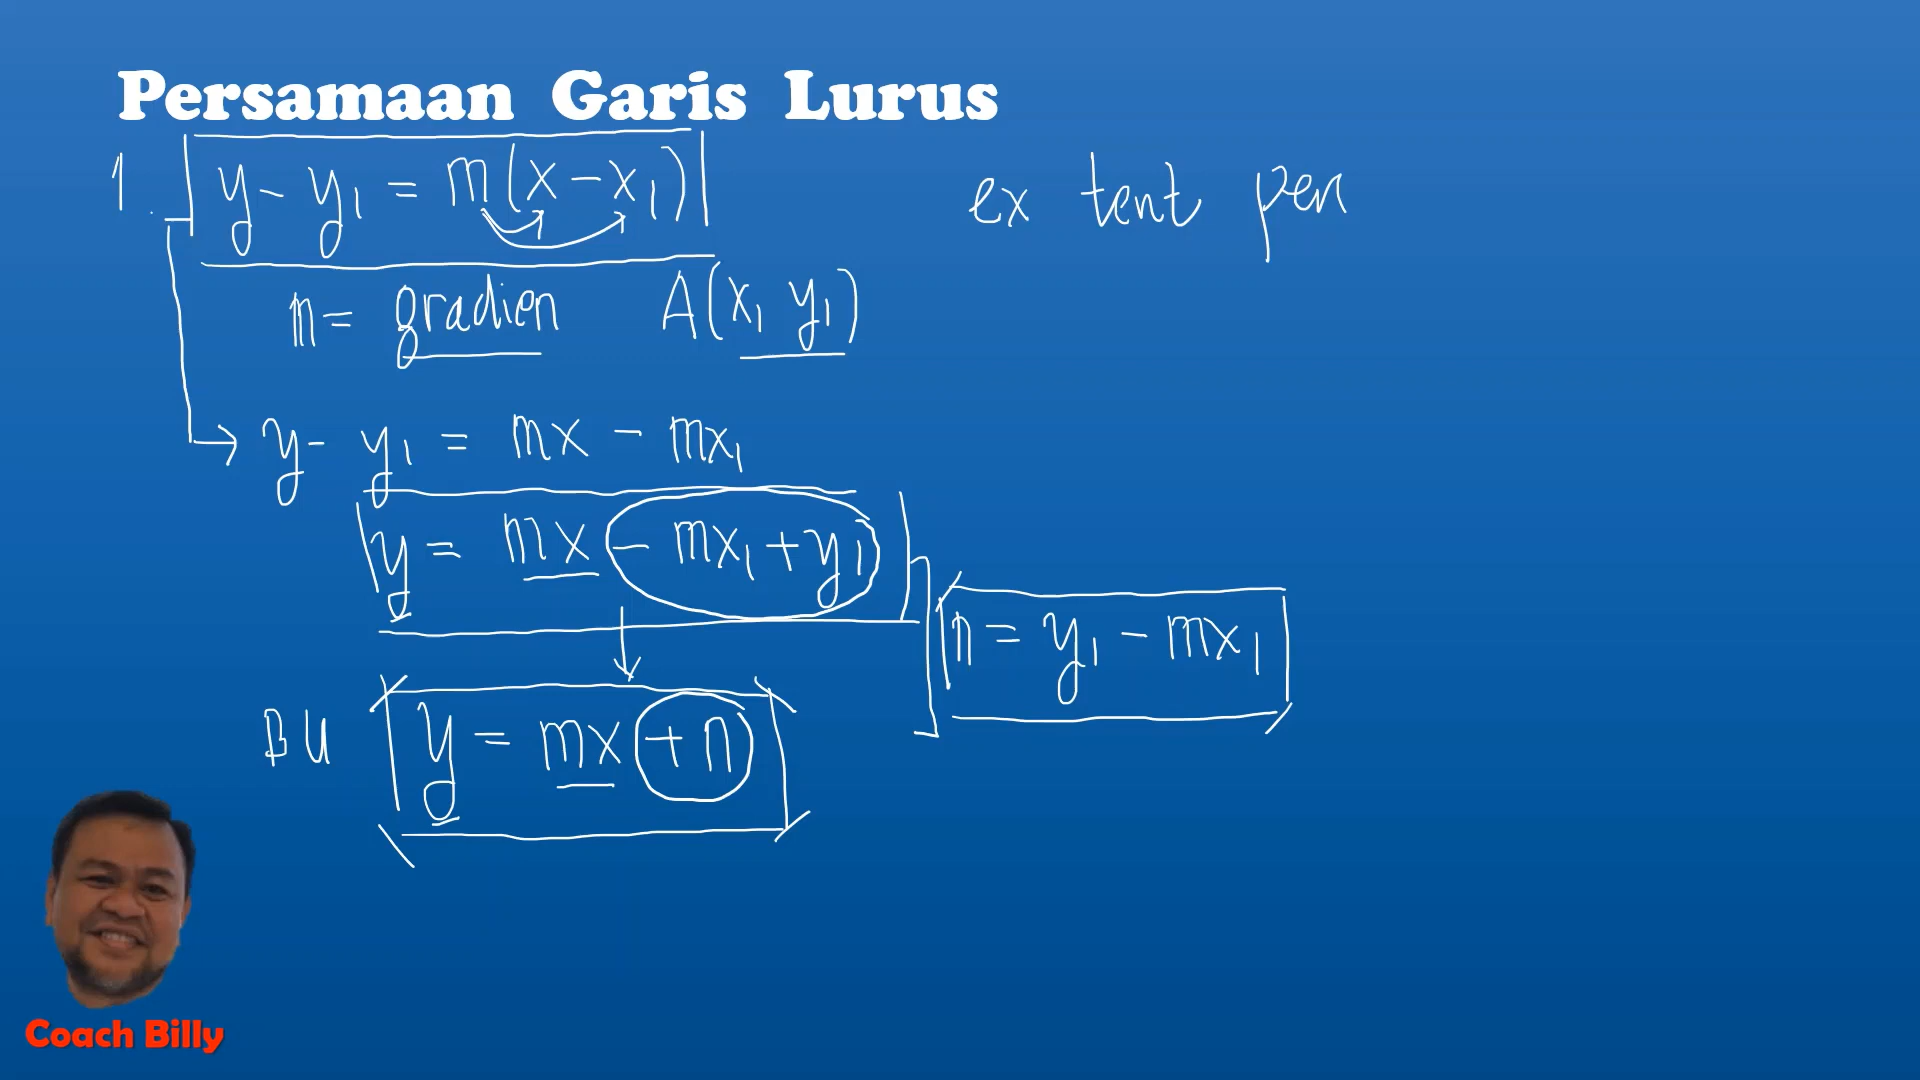 Persamaan Garis Lurus
1. y - y₁ = m(x - x₁)
m = gradien A(x₁ y₁)
y - y₁ = mx - mx₁
y = mx - mx₁ + y₁
BU y = mx + n
ex tent pen
n = y₁ - mx₁
Coach Billy